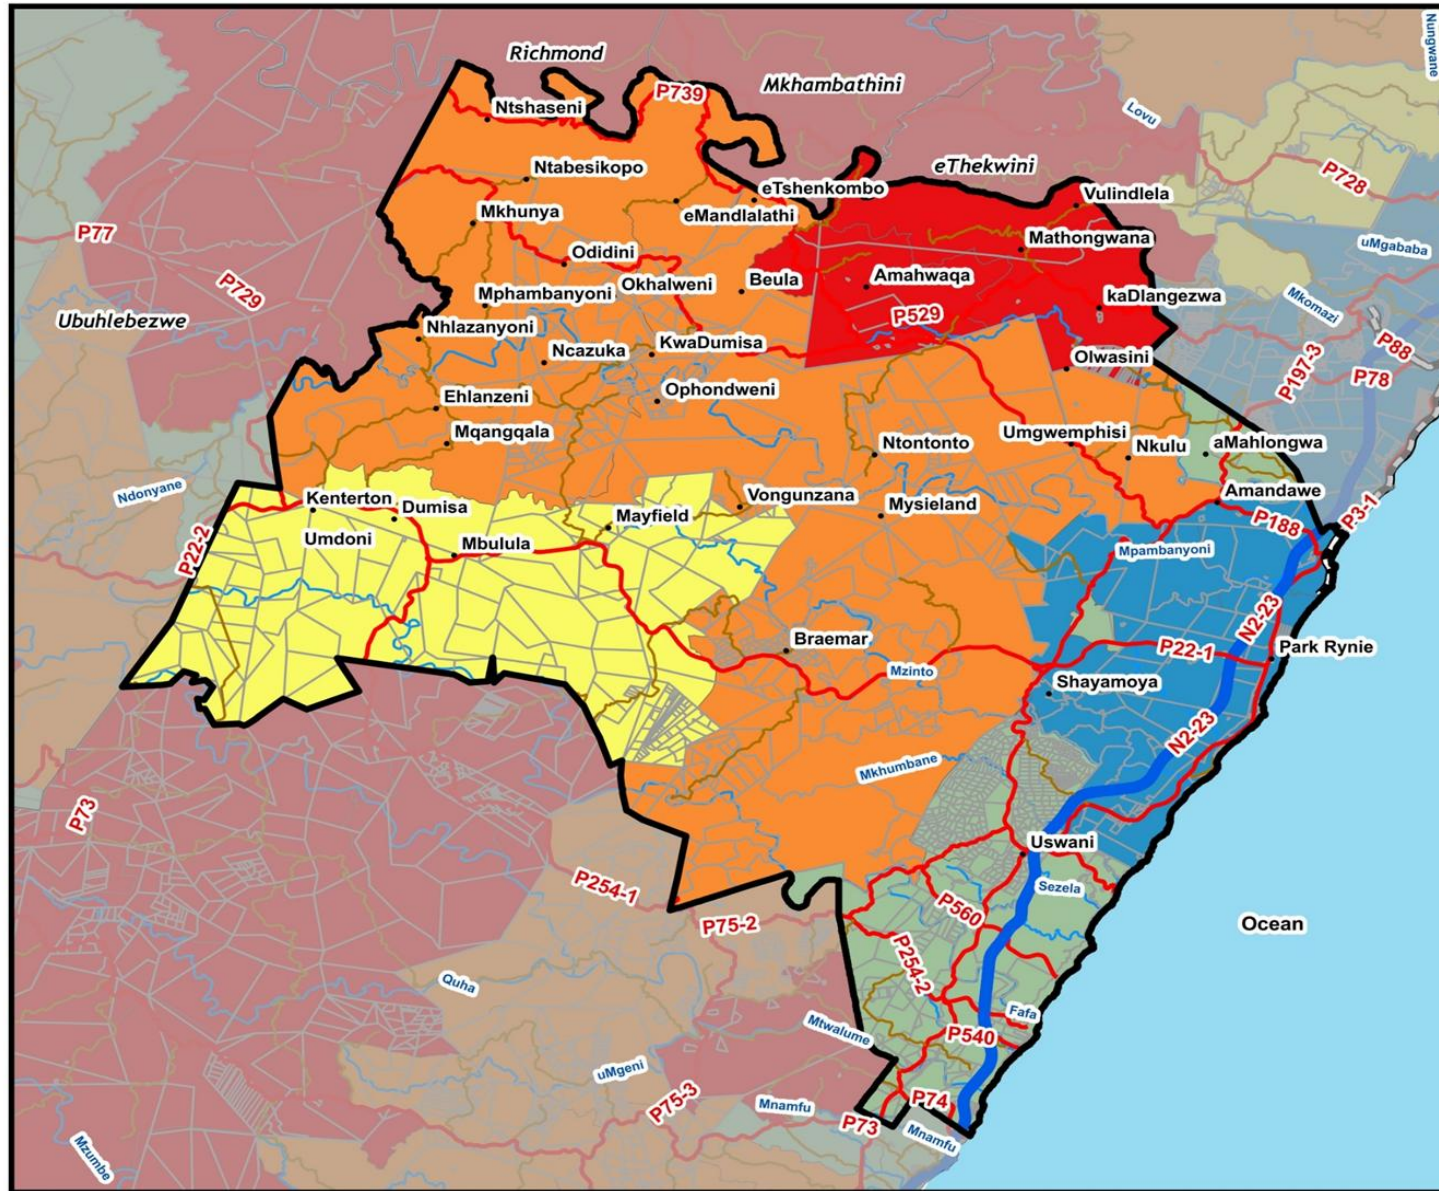 Nungwane
Richmond
Mkhambathini
P739
Ntshaseni
Lovu
eThekwini
P728
Ntabesikopo
eTshenkombo
Vulindlela
eMandlalathi
Mkhunya
P77
Mathongwana
uMgababa
Odidini
Amahwaqa
Okhalweni
Beula
P729
Mphambanyoni
kaDlangezwa
Mkomazi
Ubuhlebezwe
P529
Nhlazanyoni
KwaDumisa
P88
Ncazuka
Olwasini
P197-3
P78
Ophondweni
Ehlanzeni
Mqangqala
Umgwemphisi
Ntontonto
Nkulu
aMahlongwa
Ndonyane
Kenterton
Vongunzana
Amandawe
Dumisa
Mysieland
Mayfield
P188
P3-1
Umdoni
P22-2
Mbulula
Mpambanyoni
N2-23
Braemar
P22-1
Park Rynie
Mzinto
Shayamoya
N2-23
Mkhumbane
P73
Uswani
P254-1
Sezela
P560
P75-2
Ocean
P254-2
Quha
Fafa
Mtwalume
P540
uMgeni
P75-3
Mnamfu
P74
P73
Mnamfu
Mzumbe